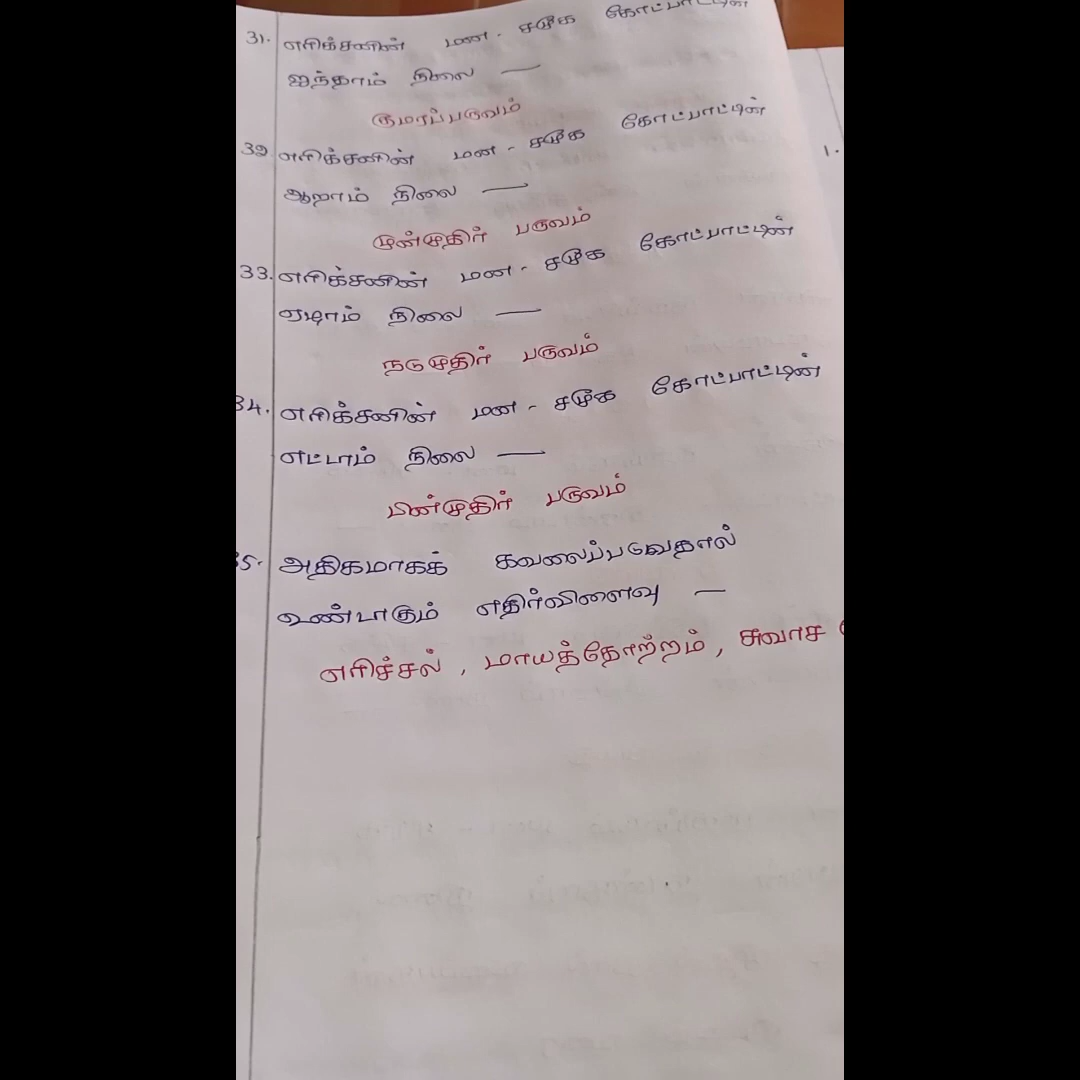 31. எரிக்சனின் மன - சமூக கோட்பாட்டின்
ஐந்தாம் நிலை —
குமரப்பருவம்
32 எரிக்சனின் மன - சமூக கோட்பாட்டின்
ஆறாம் நிலை —
முன்முதிர் பருவம்
33. எரிக்சனின் மன - சமூக கோட்பாட்டின்
ஏழாம் நிலை —
நடுமுதிர் பருவம்
34. எரிக்சனின் மன - சமூக கோட்பாட்டின்
எட்டாம் நிலை —
பின்முதிர் பருவம்
35. அதிகமாகக் கவலைப்படுவதால்
உண்டாகும் எதிர்விளைவு —
எரிச்சல் , மாயத்தோற்றம் , சுவாச
1.